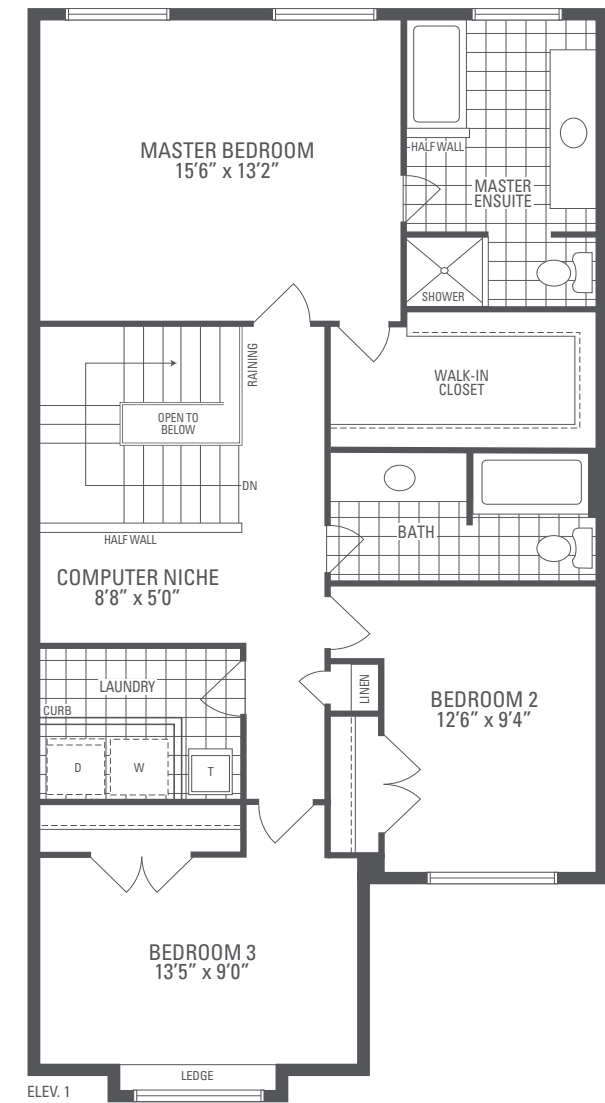 MASTER BEDROOM
15'6" x 13'2"
HALF WALL
MASTER
ENSUITE
SHOWER
RAINING
WALK-IN
CLOSET
OPEN TO
BELOW
DN
HALF WALL
BATH
COMPUTER NICHE
8'8" x 5'0"
LAUNDRY
CURB
D
W
T
LINEN
BEDROOM 2
12'6" x 9'4"
BEDROOM 3
13'5" x 9'0"
LEDGE
ELEV. 1